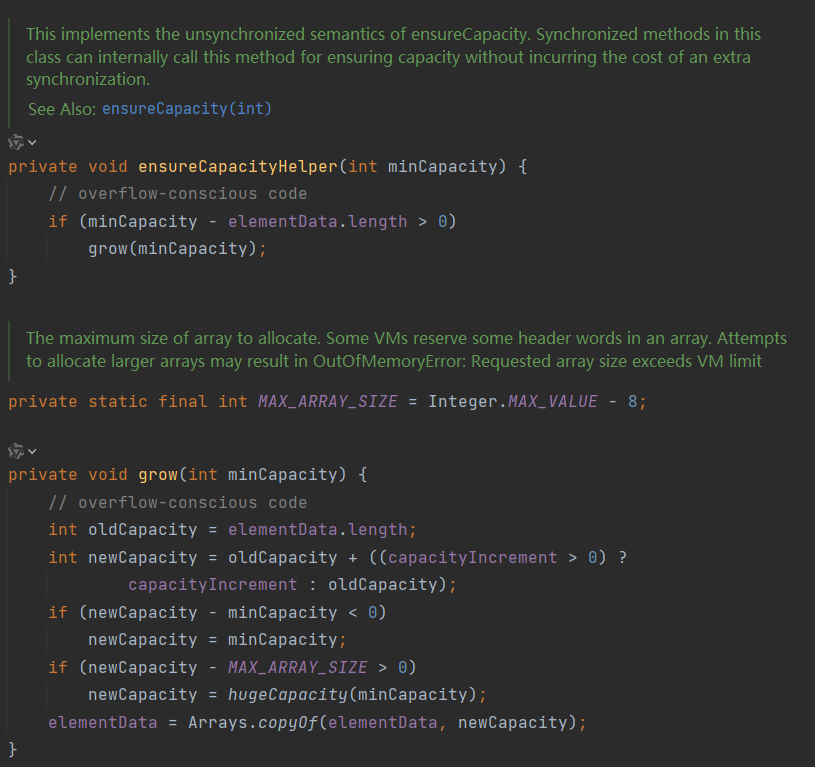 This implements the unsynchronized semantics of ensureCapacity. Synchronized methods in this
class can internally call this method for ensuring capacity without incurring the cost of an extra
synchronization.
See Also: ensureCapacity(int)
private void ensureCapacityHelper(int minCapacity) {
    // overflow-conscious code
    if (minCapacity - elementData.length > 0)
        grow(minCapacity);
}
The maximum size of array to allocate. Some VMs reserve some header words in an array. Attempts
to allocate larger arrays may result in OutOfMemoryError: Requested array size exceeds VM limit
private static final int MAX_ARRAY_SIZE = Integer.MAX_VALUE - 8;
private void grow(int minCapacity) {
    // overflow-conscious code
    int oldCapacity = elementData.length;
    int newCapacity = oldCapacity + ((capacityIncrement > 0) ?
            capacityIncrement : oldCapacity);
    if (newCapacity - minCapacity < 0)
        newCapacity = minCapacity;
    if (newCapacity - MAX_ARRAY_SIZE > 0)
        newCapacity = hugeCapacity(minCapacity);
    elementData = Arrays.copyOf(elementData, newCapacity);
}